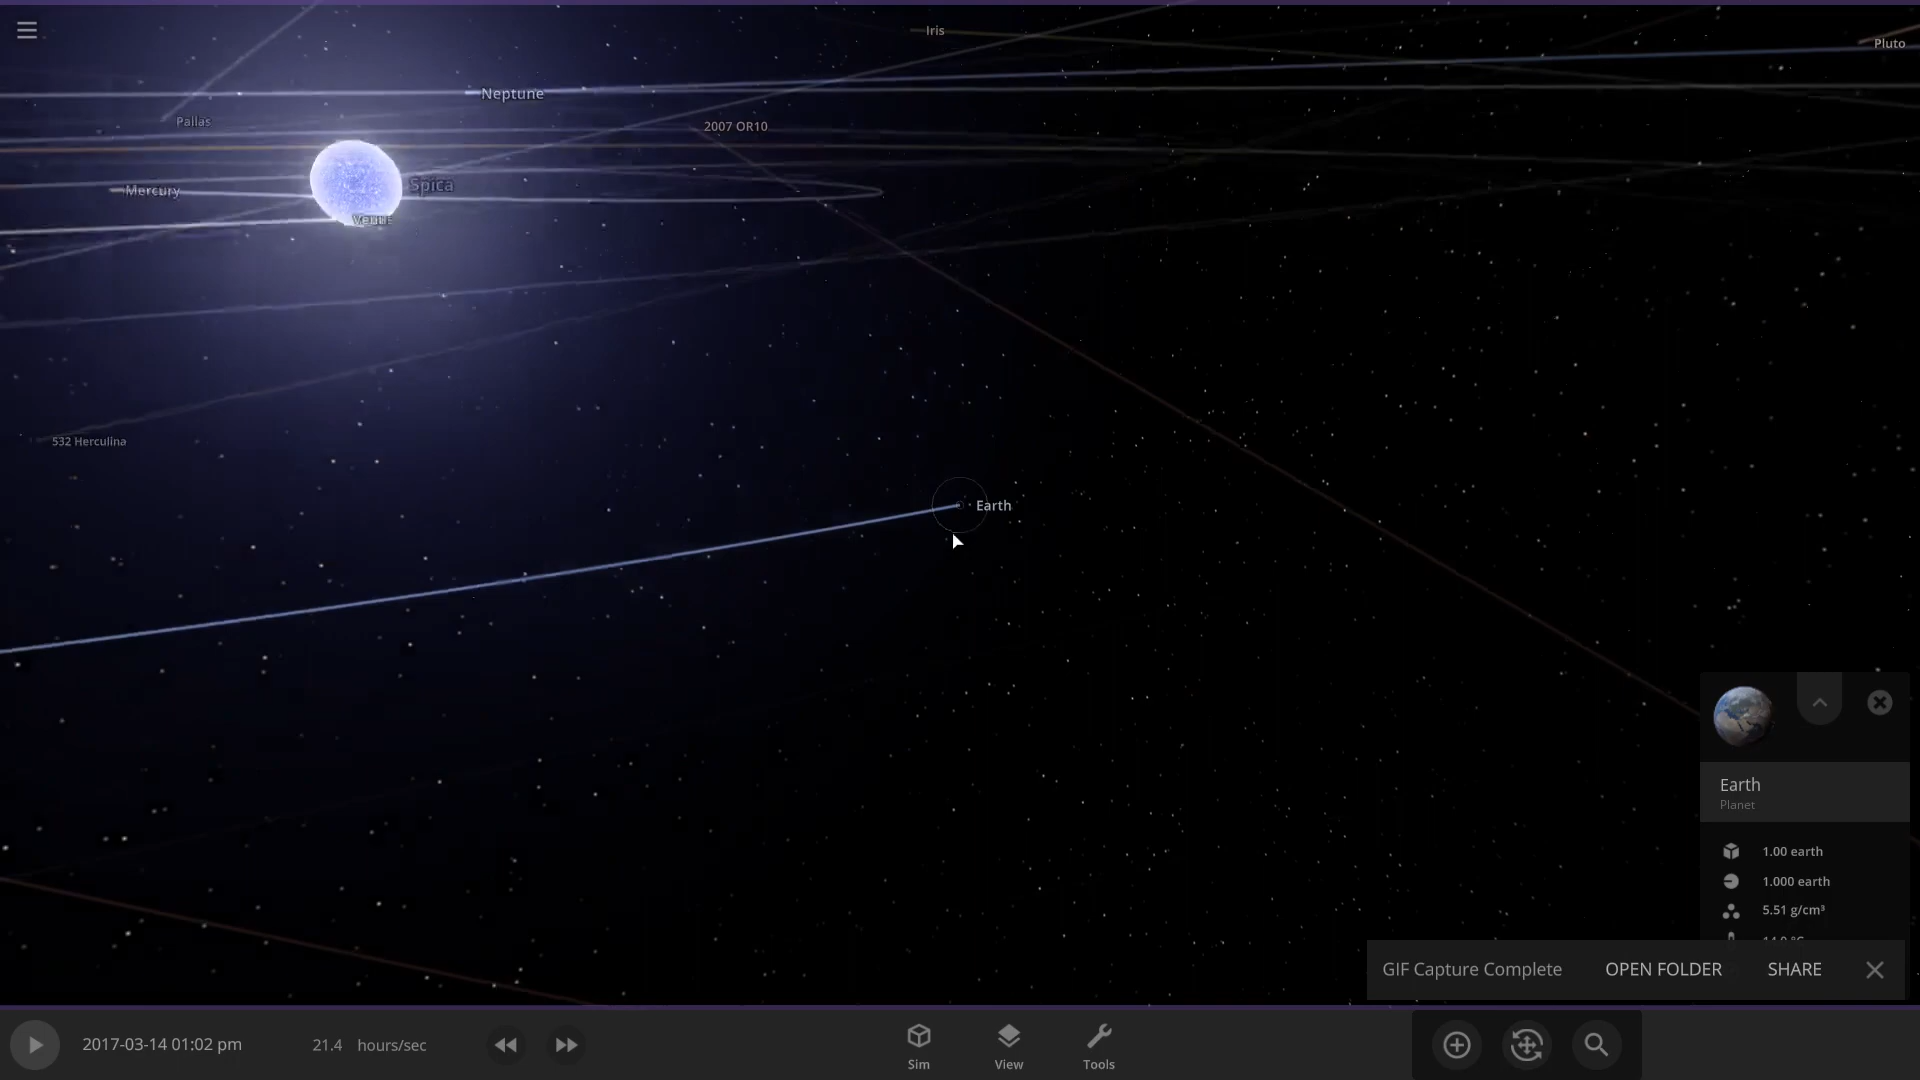 Iris
Pluto
Neptune
Pallas
2007 OR10
Mercury
Spica
Venus
532 Herculina
Earth
Earth
Planet
1.00 earth
1.000 earth
5.51 g/cm³
GIF Capture Complete
OPEN FOLDER
SHARE
2017-03-14 01:02 pm
21.4 hours/sec
Sim
View
Tools